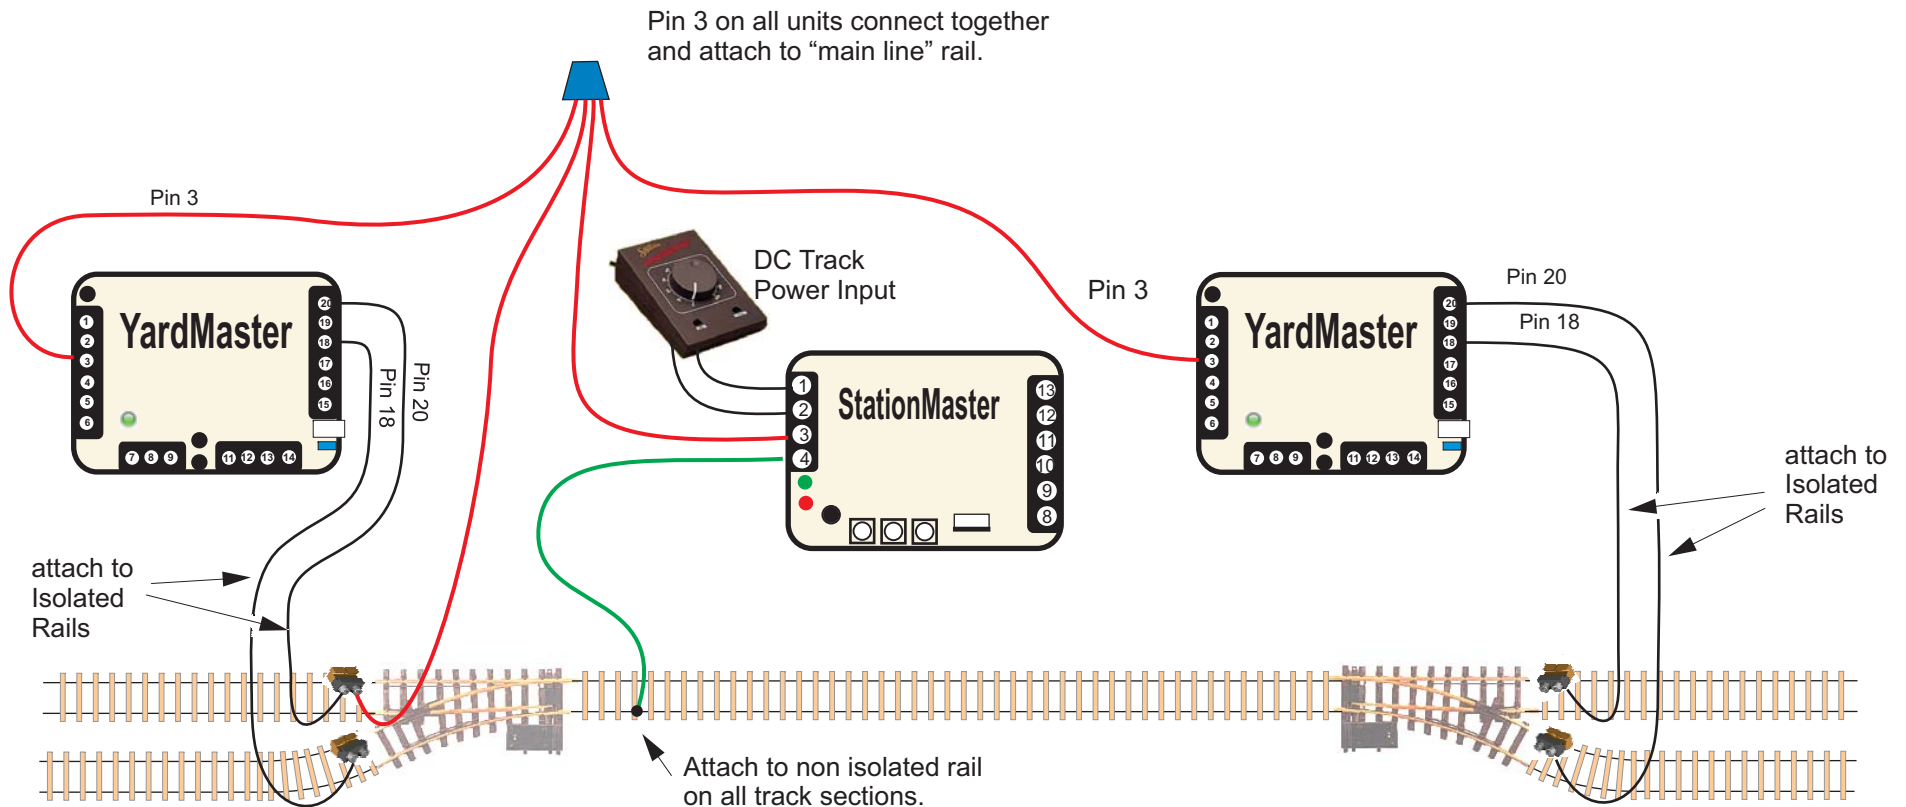 Pin 3 on all units connect together
and attach to “main line” rail.
Pin 3
DC Track
Power Input
Pin 3
Pin 20
Pin 18
YardMaster
1
2
3
4
5
6
7 8 9
11 12 13 14
20
19
18
17
16
15
Pin 18
Pin 20
StationMaster
1
2
3
4
13
12
11
10
9
8
YardMaster
1
2
3
4
5
6
7 8 9
11 12 13 14
20
19
18
17
16
15
attach to
Isolated
Rails
attach to
Isolated
Rails
Attach to non isolated rail
on all track sections.